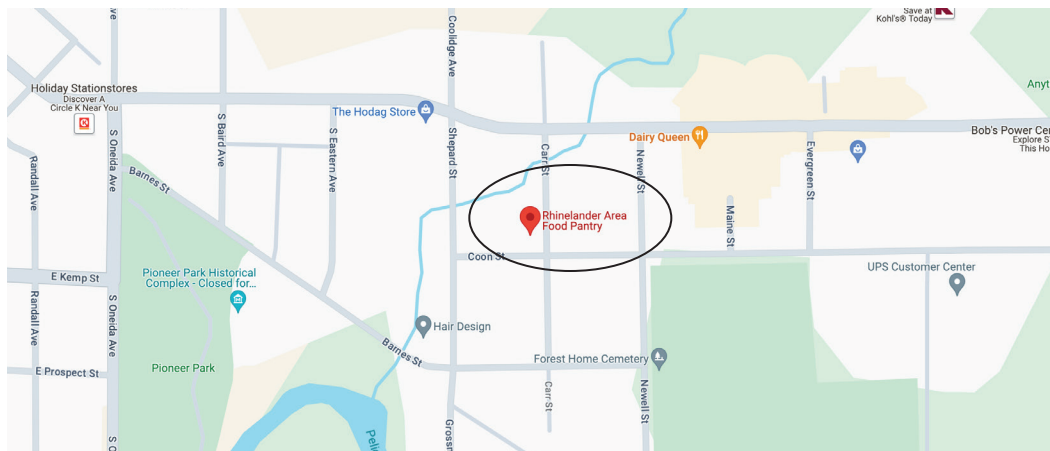 Save at
Kohl's® Today
Ave
Coolidge Ave
Holiday Stationstores
Discover A
Circle K Near You
The Hodag Store
Anyt
Dairy Queen
Bob's Power Cen
Explore S
This Ho
S Oneida Ave
S Baird Ave
S Eastern Ave
Shepard St
Carr St
Newell St
Evergreen St
Randall Ave
Barnes St
Rhinelander Area
Food Pantry
Maine St
Coon St
E Kemp St
Pioneer Park Historical
Complex - Closed for...
UPS Customer Center
Randall Ave
S Oneida Ave
Hair Design
Barnes St
Forest Home Cemetery
E Prospect St
Pioneer Park
Carr St
Newell St